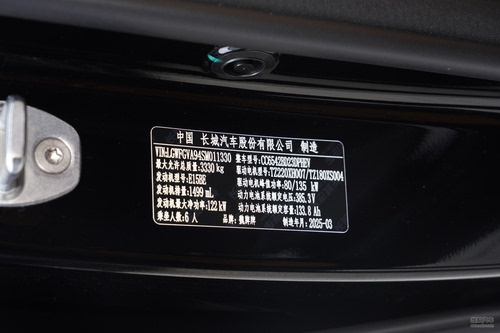 中国 长城汽车股份有限公司 制造
VIN:LGWFGVA94SM011330 整车型号:CC6542BD23DPHEV
最大允许总质量:3330 kg 驱动电机型号:TZ220XH007/TZ180XS004
发动机型号:E15BE 驱动电机峰值功率:80/135 kW
发动机排量:1499 mL 动力电池系统额定电压:385.3V
发动机最大净功率:122 kW 动力电池系统额定容量:133.8 Ah
乘坐人数:6 人 品牌: 魏牌牌 制造年月:2025-03